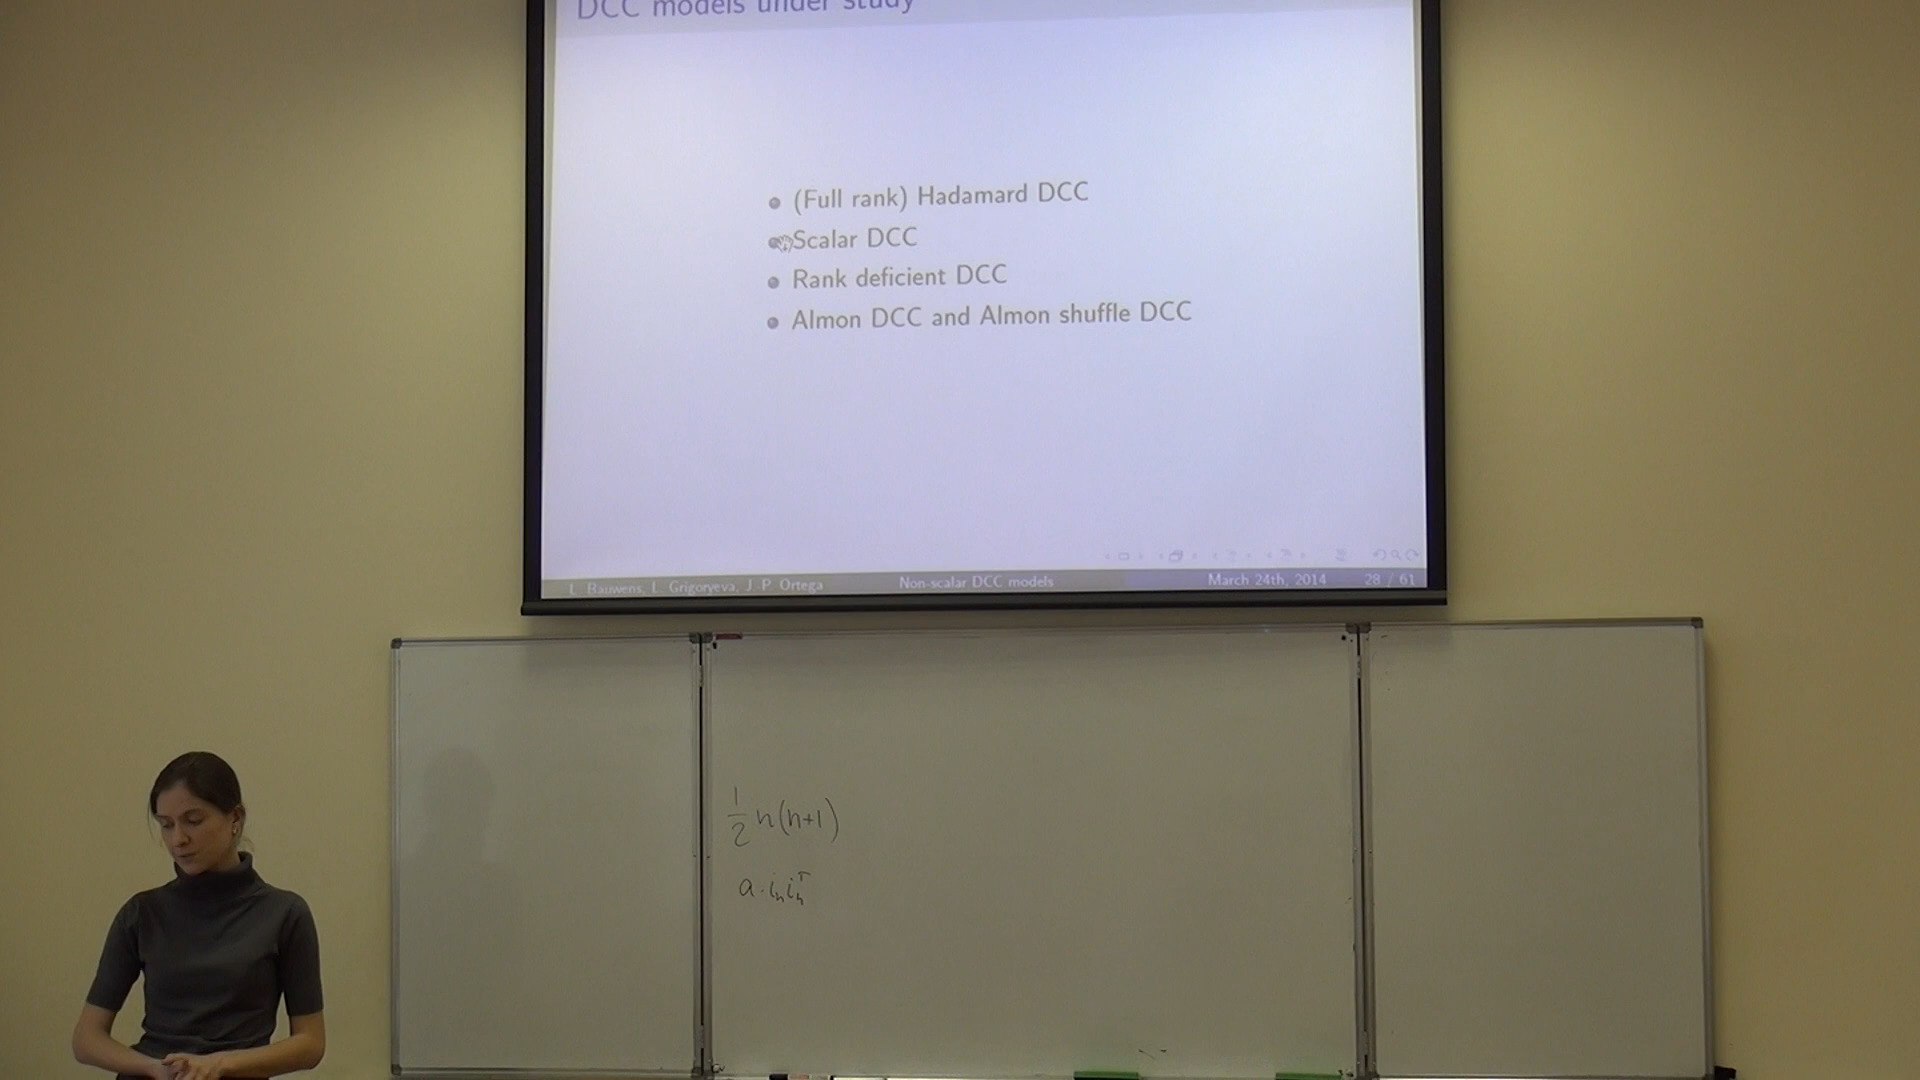 DCC models under study
(Full rank) Hadamard DCC
Scalar DCC
Rank deficient DCC
Almon DCC and Almon shuffle DCC
L. Bauwens, L. Grigoryeva, J.-P. Ortega Non-scalar DCC models March 24th, 2014 28 / 61
1/2 n(n+1)
a·iₙiₙᵀ